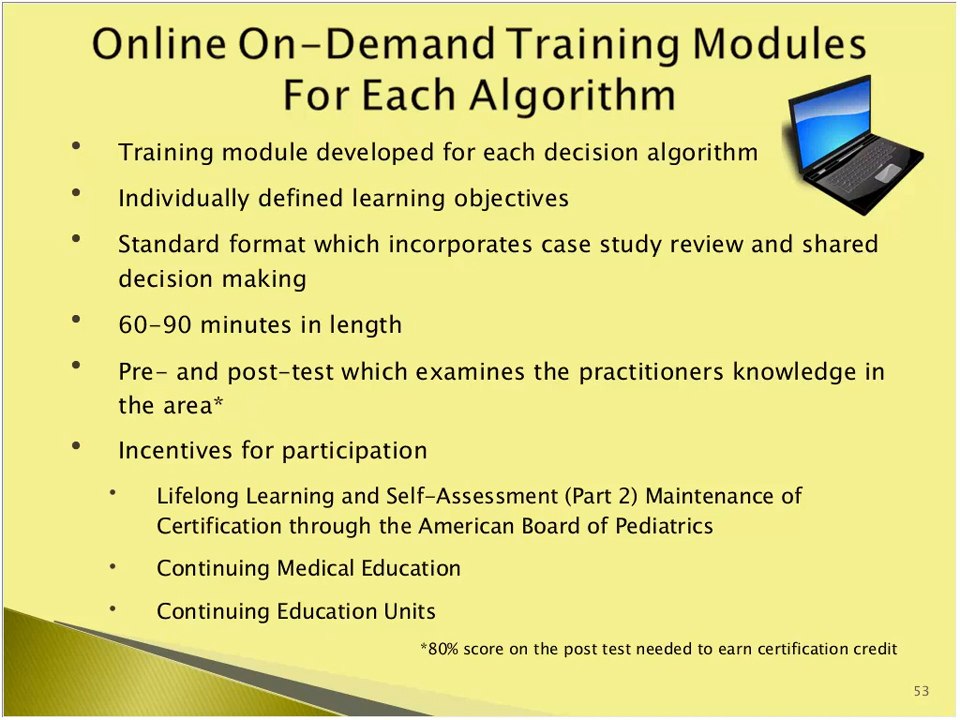 Online On-Demand Training Modules
For Each Algorithm
• Training module developed for each decision algorithm
• Individually defined learning objectives
• Standard format which incorporates case study review and shared
decision making
• 60-90 minutes in length
• Pre- and post-test which examines the practitioners knowledge in
the area*
• Incentives for participation
• Lifelong Learning and Self-Assessment (Part 2) Maintenance of
Certification through the American Board of Pediatrics
• Continuing Medical Education
• Continuing Education Units
*80% score on the post test needed to earn certification credit
53